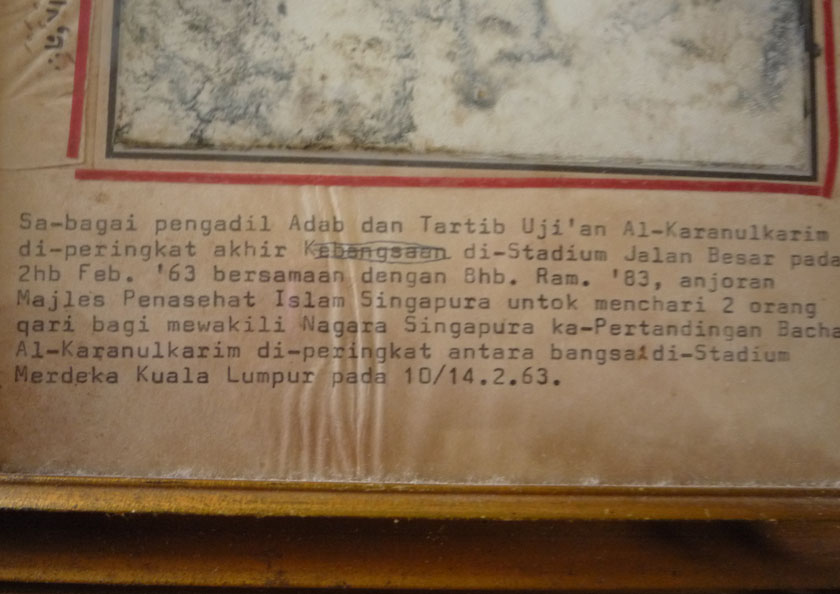 Sa-bagai pengadil Adab dan Tartib Uji'an Al-Karanulkarim
di-peringkat akhir Kebangsaan di-Stadium Jalan Besar pada
2hb Feb. '63 bersamaan dengan 8hb. Ram. '83, anjoran
Majles Penasehat Islam Singapura untok menchari 2 orang
qari bagi mewakili Nagara Singapura ka-Pertandingan Bacha
Al-Karanulkarim di-peringkat antara bangsa di-Stadium
Merdeka Kuala Lumpur pada 10/14.2.63.